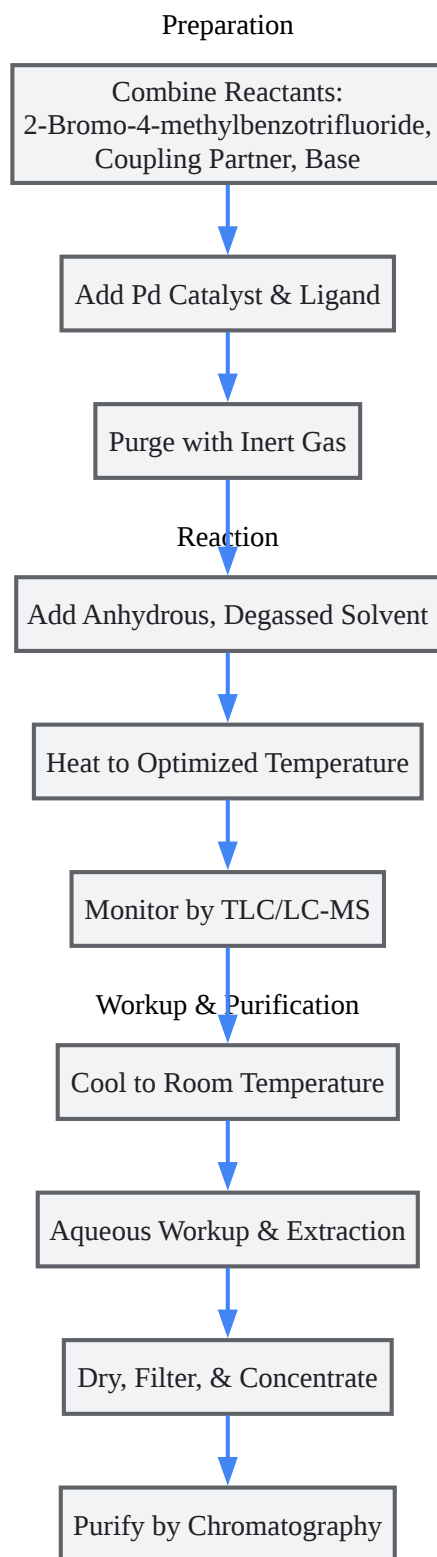 Preparation
Combine Reactants:
2-Bromo-4-methylbenzotrifluoride,
Coupling Partner, Base
Add Pd Catalyst & Ligand
Purge with Inert Gas
Reaction
Add Anhydrous, Degassed Solvent
Heat to Optimized Temperature
Monitor by TLC/LC-MS
Workup & Purification
Cool to Room Temperature
Aqueous Workup & Extraction
Dry, Filter, & Concentrate
Purify by Chromatography